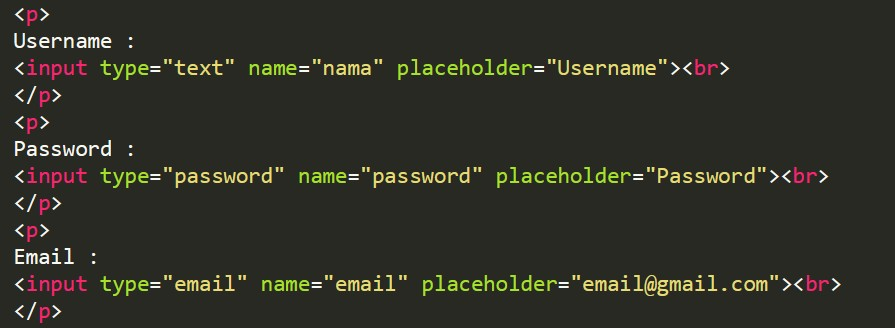 <p>
Username :
<input type="text" name="nama" placeholder="Username"><br>
</p>
<p>
Password :
<input type="password" name="password" placeholder="Password"><br>
</p>
<p>
Email :
<input type="email" name="email" placeholder="email@gmail.com"><br>
</p>